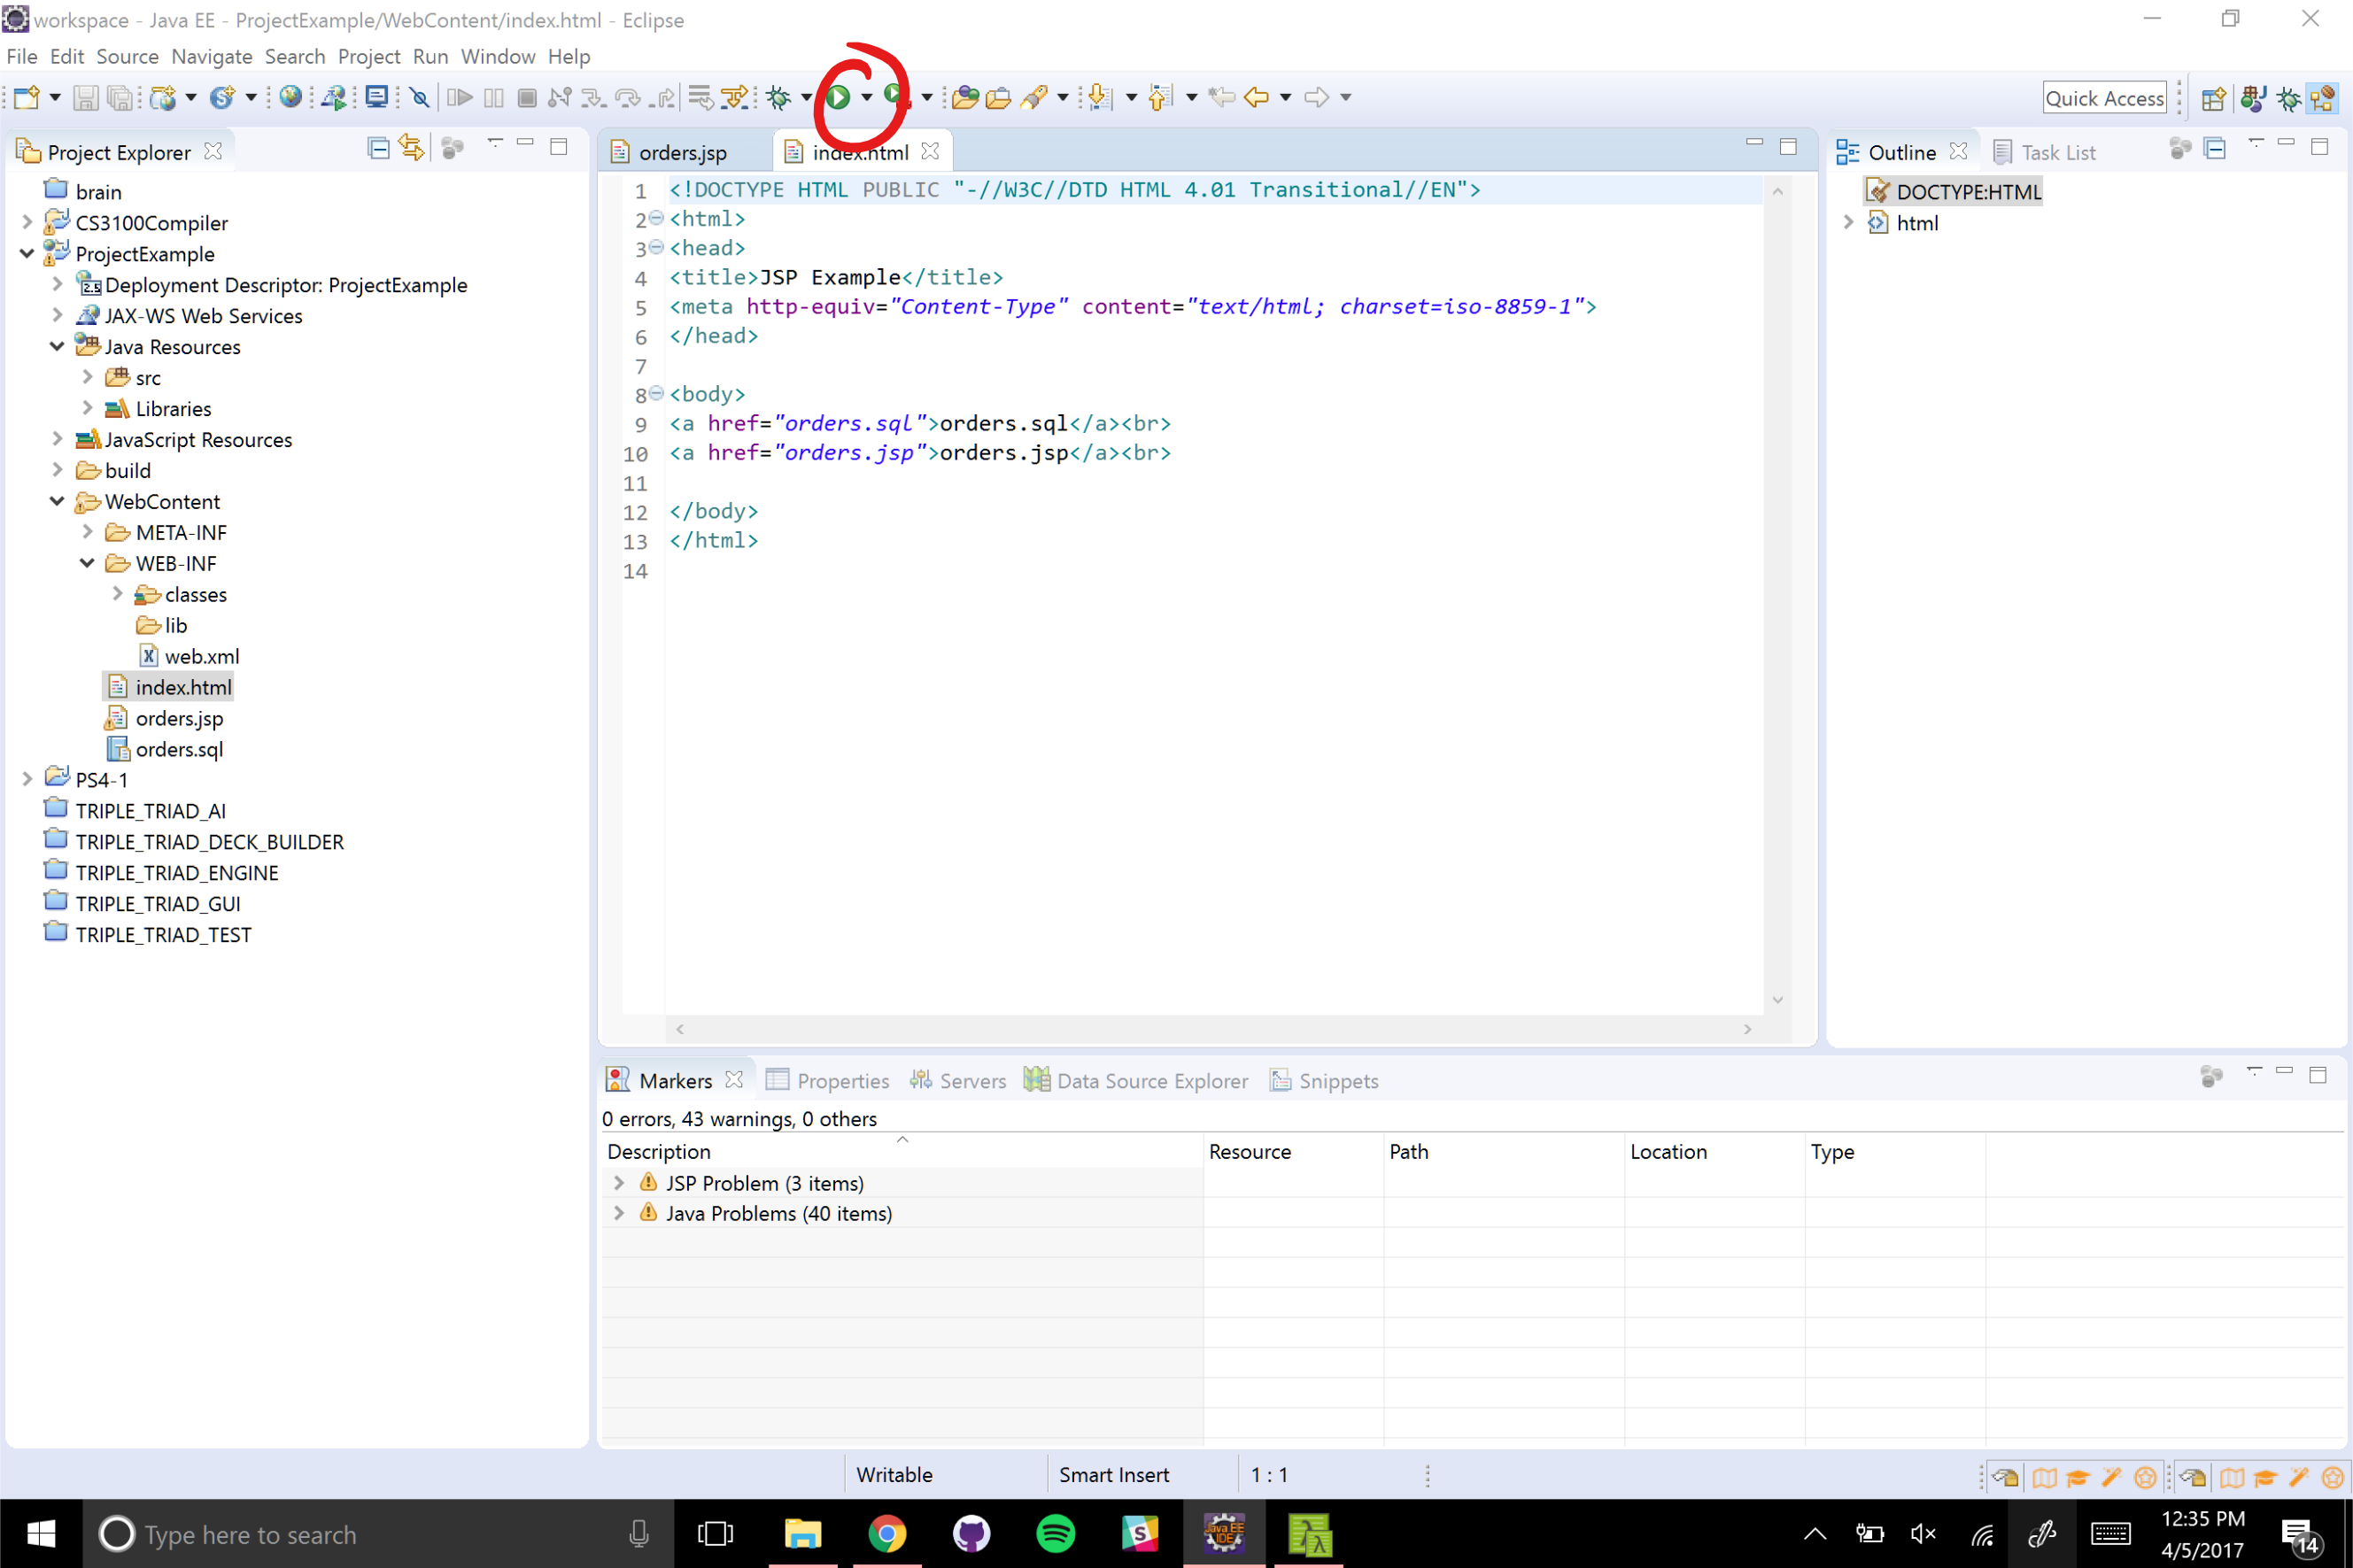 workspace - Java EE - ProjectExample/WebContent/index.html - Eclipse
File Edit Source Navigate Search Project Run Window Help
Quick Access
Project Explorer
brain
CS3100Compiler
ProjectExample
2.5 Deployment Descriptor: ProjectExample
JAX-WS Web Services
Java Resources
src
Libraries
JavaScript Resources
build
WebContent
META-INF
WEB-INF
classes
lib
web.xml
index.html
orders.jsp
orders.sql
PS4-1
TRIPLE_TRIAD_AI
TRIPLE_TRIAD_DECK_BUILDER
TRIPLE_TRIAD_ENGINE
TRIPLE_TRIAD_GUI
TRIPLE_TRIAD_TEST
orders.jsp index.html
1 <!DOCTYPE HTML PUBLIC "-//W3C//DTD HTML 4.01 Transitional//EN">
2 <html>
3 <head>
4 <title>JSP Example</title>
5 <meta http-equiv="Content-Type" content="text/html; charset=iso-8859-1">
6 </head>
7
8 <body>
9 <a href="orders.sql">orders.sql</a><br>
10 <a href="orders.jsp">orders.jsp</a><br>
11
12 </body>
13 </html>
14
Outline Task List
DOCTYPE:HTML
html
Markers Properties Servers Data Source Explorer Snippets
0 errors, 43 warnings, 0 others
Description Resource Path Location Type
JSP Problem (3 items)
Java Problems (40 items)
Writable Smart Insert 1 : 1
Type here to search
Java EE
IDE
12:35 PM
4/5/2017
14